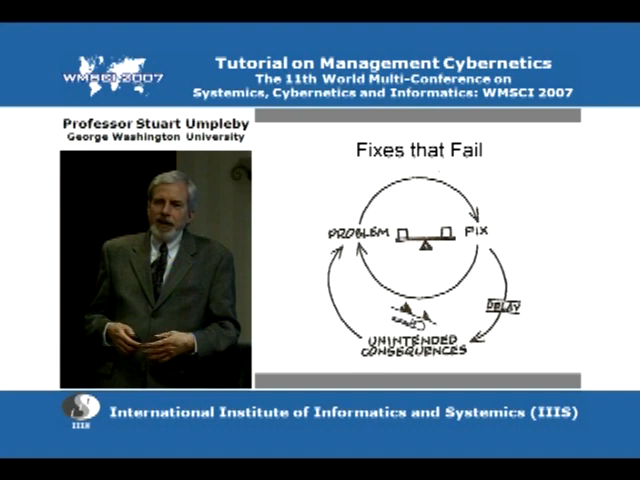 WMSCI 2007
Tutorial on Management Cybernetics
The 11th World Multi-Conference on
Systemics, Cybernetics and Informatics: WMSCI 2007
Professor Stuart Umpleby
George Washington University
Fixes that Fail
PROBLEM
FIX
DELAY
UNINTENDED
CONSEQUENCES
IIIS
International Institute of Informatics and Systemics (IIIS)